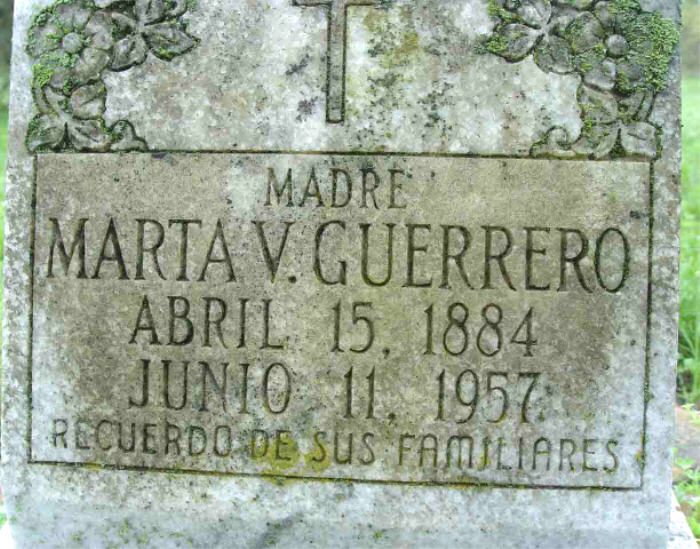 MADRE
MARTA V. GUERRERO
ABRIL 15, 1884
JUNIO 11, 1957
RECUERDO DE SUS FAMILIARES